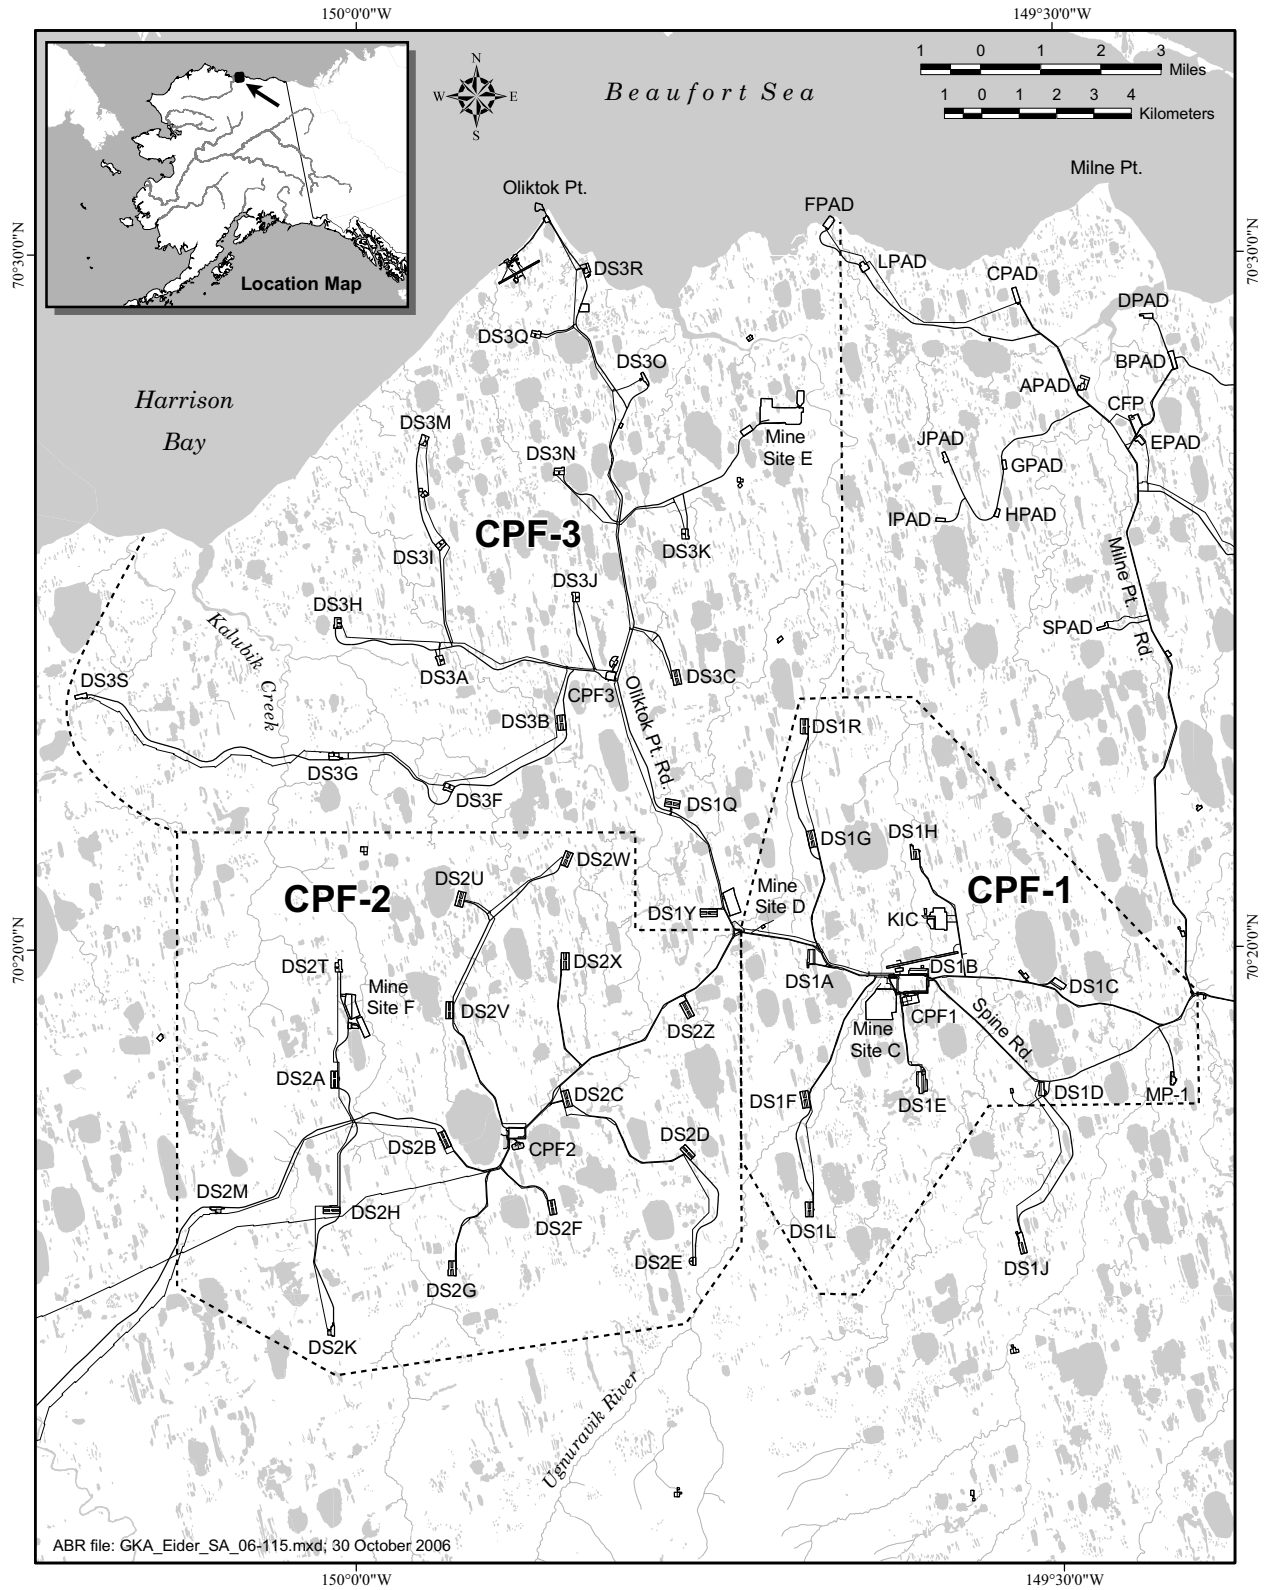 150°0'0"W
149°30'0"W
1 0 1 2 3
Miles
1 0 1 2 3 4
Kilometers
N
W E
S
Beaufort Sea
Location Map
Milne Pt.
Oliktok Pt.
FPAD
70°30'0"N
70°30'0"N
DS3R
LPAD
CPAD
DPAD
DS3Q
DS3O
BPAD
APAD
Harrison
Bay
CFP
DS3M
Mine
Site E
JPAD
EPAD
DS3N
GPAD
CPF-3
IPAD
HPAD
DS3K
DS3I
Milne Pt. Rd.
DS3J
DS3H
SPAD
Kalubik Creek
DS3A
DS3S
CPF3
DS3C
Oliktok Pt. Rd.
DS3B
DS1R
DS3G
DS3F
DS1Q
DS1G
DS1H
DS2W
DS2U
CPF-2
Mine
Site D
CPF-1
DS1Y
KIC
70°20'0"N
70°20'0"N
DS2T
DS2X
DS1A
DS1B
DS1C
Mine
Site F
DS2V
DS2Z
CPF1
Spine Rd.
Mine
Site C
DS2A
DS2C
DS1F
DS1E
DS1D
MP-1
DS2B
CPF2
DS2D
DS2M
DS2H
DS2F
DS1L
DS2E
DS1J
DS2G
DS2K
Ugnuravik River
ABR file: GKA_Eider_SA_06-115.mxd; 30 October 2006
150°0'0"W
149°30'0"W